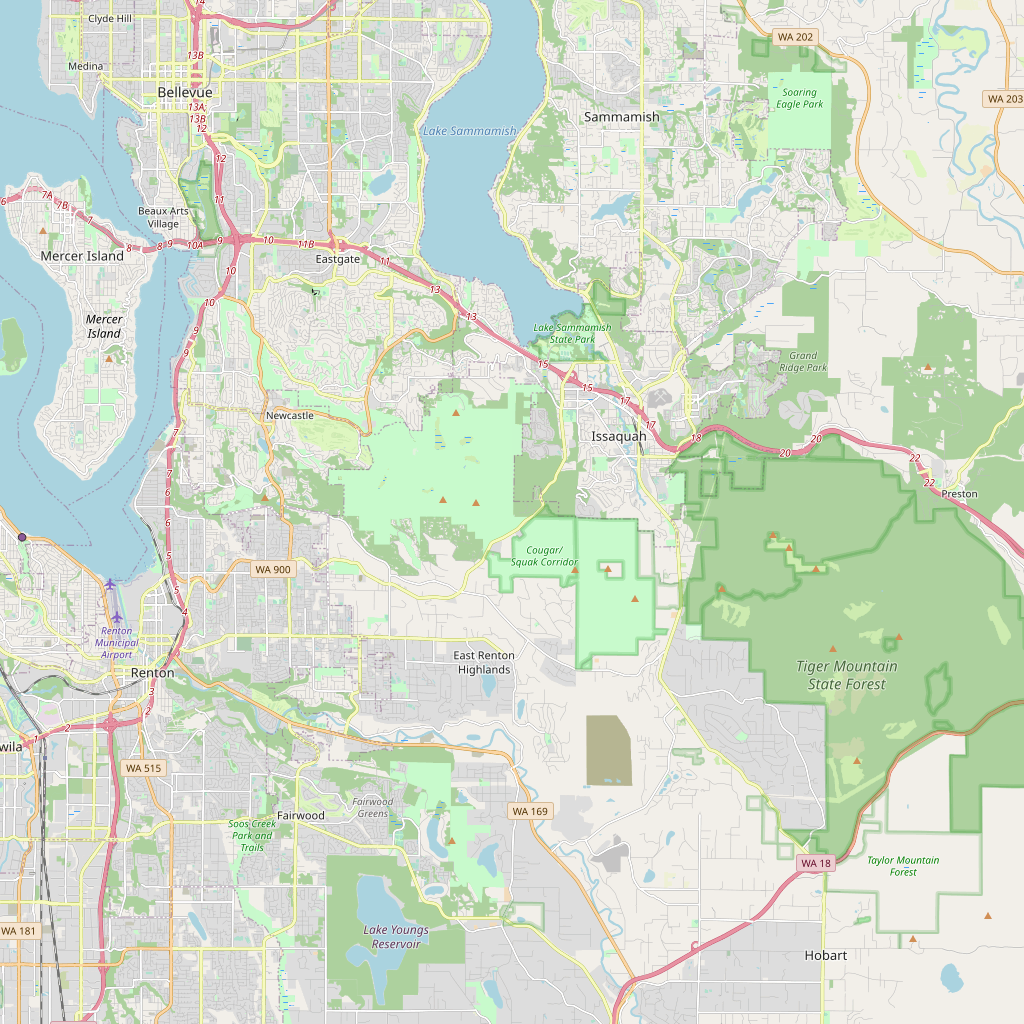 14
Clyde Hill
WA 202
13B
Medina
Bellevue
Soaring
Eagle Park
WA 203
13A;
13B
12
Sammamish
Lake Sammamish
12
11
6
7A
7B
7
Beaux Arts
Village
8
8
9
10A
9
10
11B
Mercer Island
Eastgate
11
10
13
10
13
Mercer
Island
9
Lake Sammamish
State Park
9
15
Grand
Ridge Park
15
17
Newcastle
17
7
Issaquah
18
20
20
22
7
6
22
Preston
6
5
Cougar/
Squak Corridor
WA 900
5
4
Renton
Municipal
Airport
East Renton
Highlands
Renton
Tiger Mountain
State Forest
3
2
2
1
wila
WA 515
Fairwood
Greens
WA 169
Fairwood
Soos Creek
Park and
Trails
WA 18
Taylor Mountain
Forest
WA 181
Lake Youngs
Reservoir
Hobart